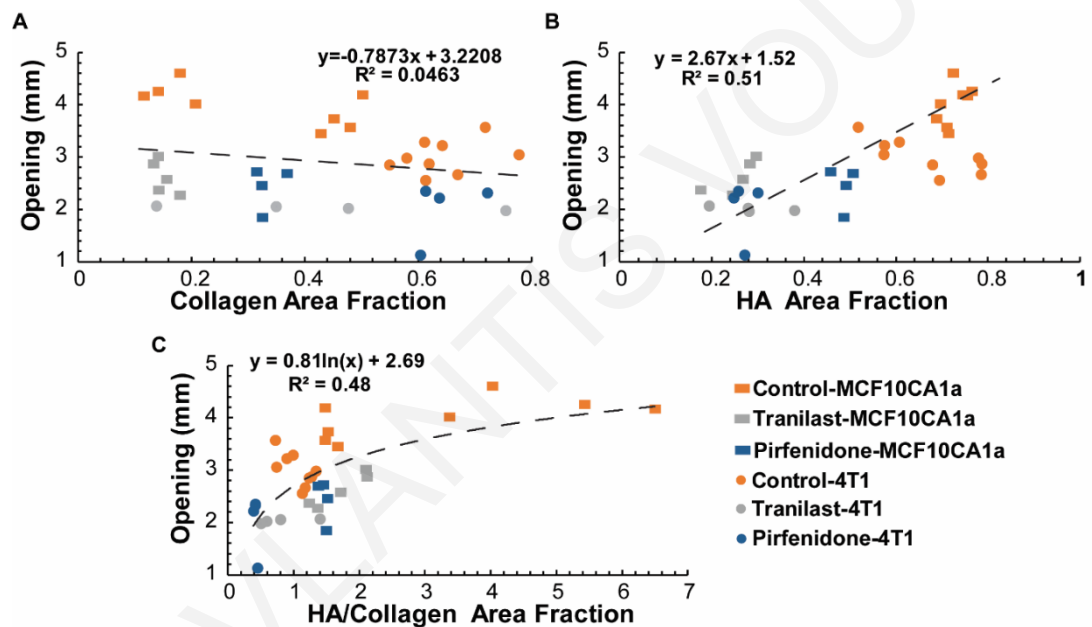 A
y=-0.7873x+3.2208
R² = 0.0463
Opening (mm)
5
4
3
2
1
0
0.2
0.4
0.6
0.8
Collagen Area Fraction
B
y = 2.67x+1.52
R² = 0.51
Opening (mm)
5
4
3
2
1
0
0.2
0.4
0.6
0.8
1
HA Area Fraction
C
y = 0.81ln(x) + 2.69
R² = 0.48
Opening (mm)
5
4
3
2
1
0
1
2
3
4
5
6
7
HA/Collagen Area Fraction
Control-MCF10CA1a
Tranilast-MCF10CA1a
Pirfenidone-MCF10CA1a
Control-4T1
Tranilast-4T1
Pirfenidone-4T1
VLANTIS VOU